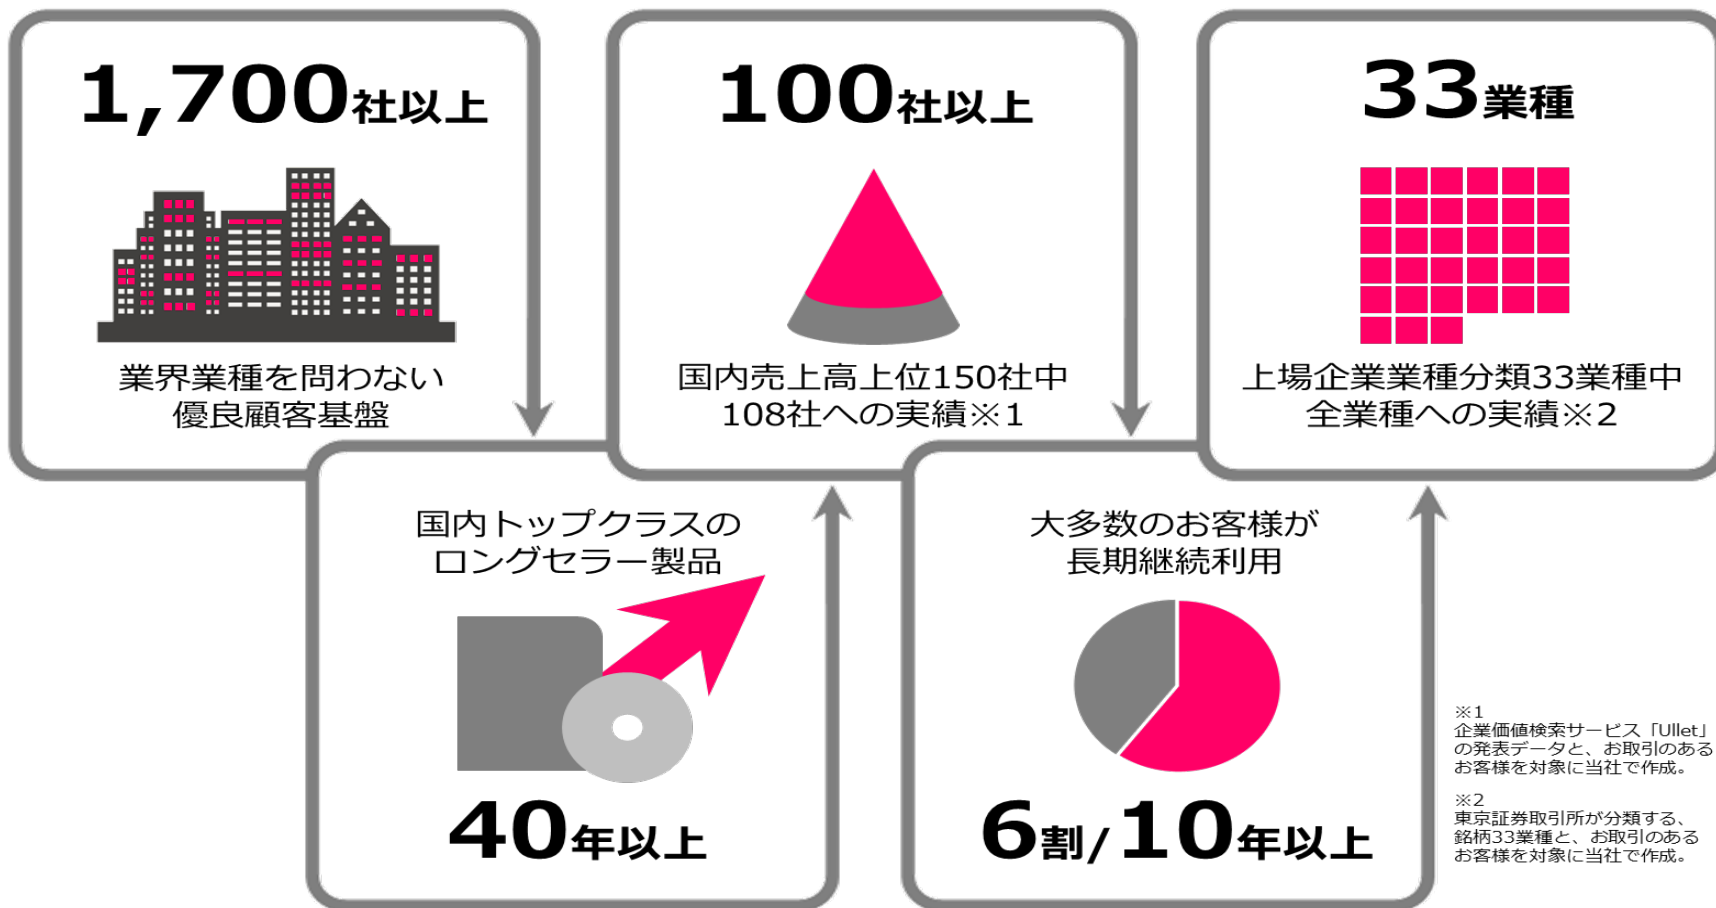 1,700社以上
業界業種を問わない
優良顧客基盤
国内トップクラスの
ロングセラー製品
40年以上
100社以上
国内売上高上位150社中
108社への実績※1
大多数のお客様が
長期継続利用
6割/10年以上
33業種
上場企業業種分類33業種中
全業種への実績※2
※1
企業価値検索サービス「Ullet」
の発表データと、お取引のある
お客様を対象に当社で作成。
※2
東京証券取引所が分類する、
銘柄33業種と、お取引のある
お客様を対象に当社で作成。